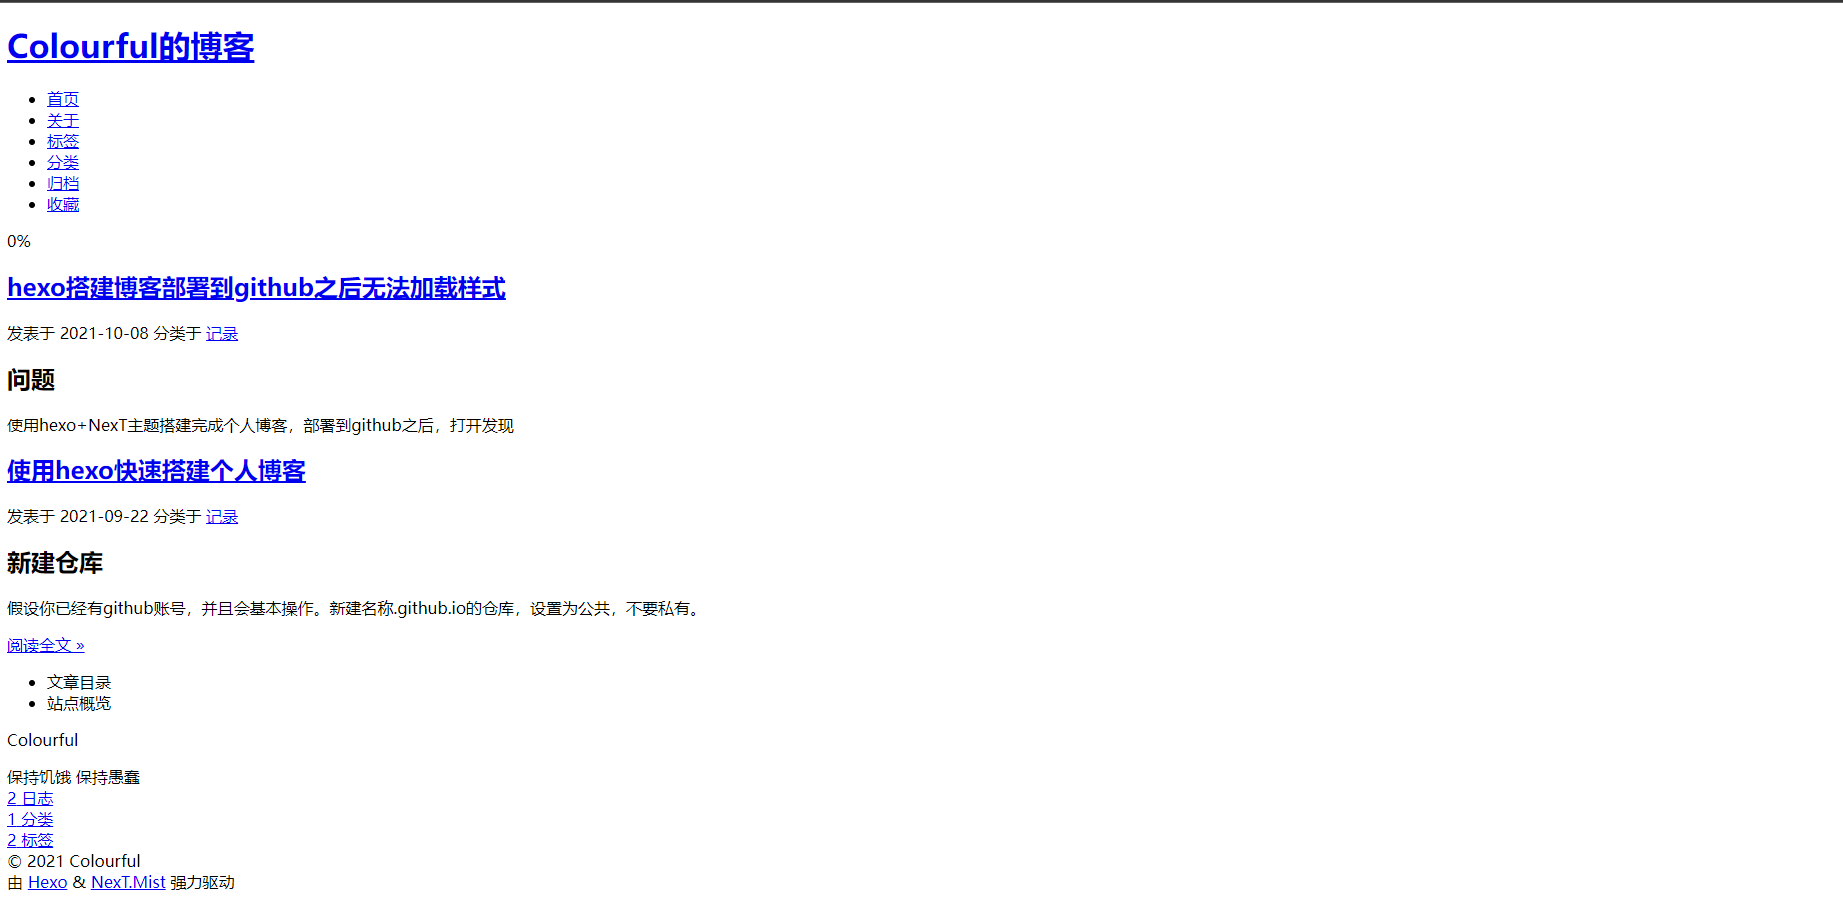 Colourful的博客
首页
关于
标签
分类
归档
收藏
0%
hexo搭建博客部署到github之后无法加载样式
发表于 2021-10-08 分类于 记录
问题
使用hexo+NexT主题搭建完成个人博客，部署到github之后，打开发现
使用hexo快速搭建个人博客
发表于 2021-09-22 分类于 记录
新建仓库
假设你已经有github账号，并且会基本操作。新建名称.github.io的仓库，设置为公共，不要私有。
阅读全文 »
文章目录
站点概览
Colourful
保持饥饿 保持愚蠢
2 日志
1 分类
2 标签
© 2021 Colourful
由 Hexo & NexT.Mist 强力驱动